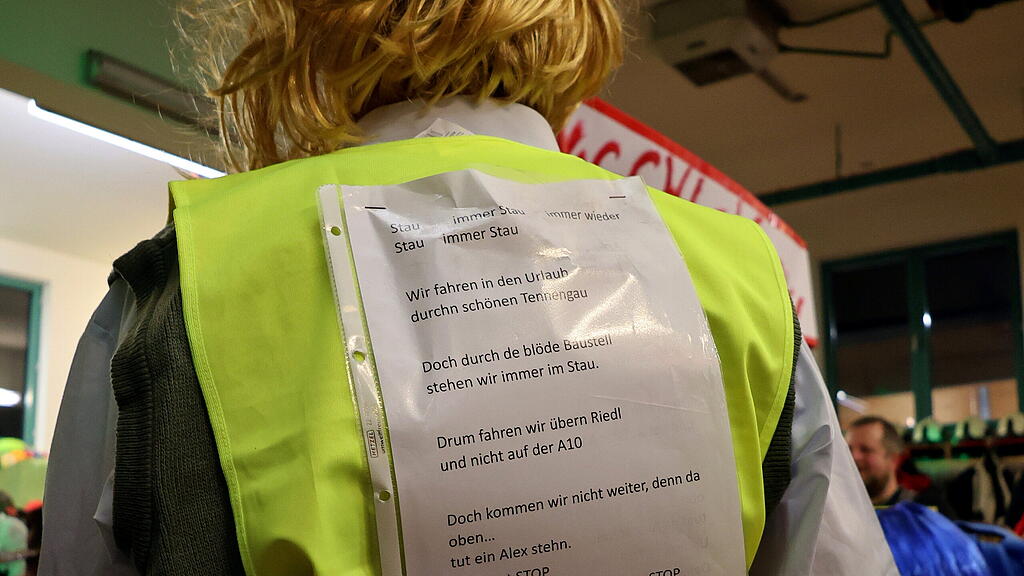 Stau immer Stau immer wieder
Stau immer Stau
Wir fahren in den Urlaub
durchn schönen Tennengau
Doch durch de blöde Baustell
stehen wir immer im Stau.
Drum fahren wir übern Riedl
und nicht auf der A10
Doch kommen wir nicht weiter, denn da
oben...
tut ein Alex stehn.
STOP STOP